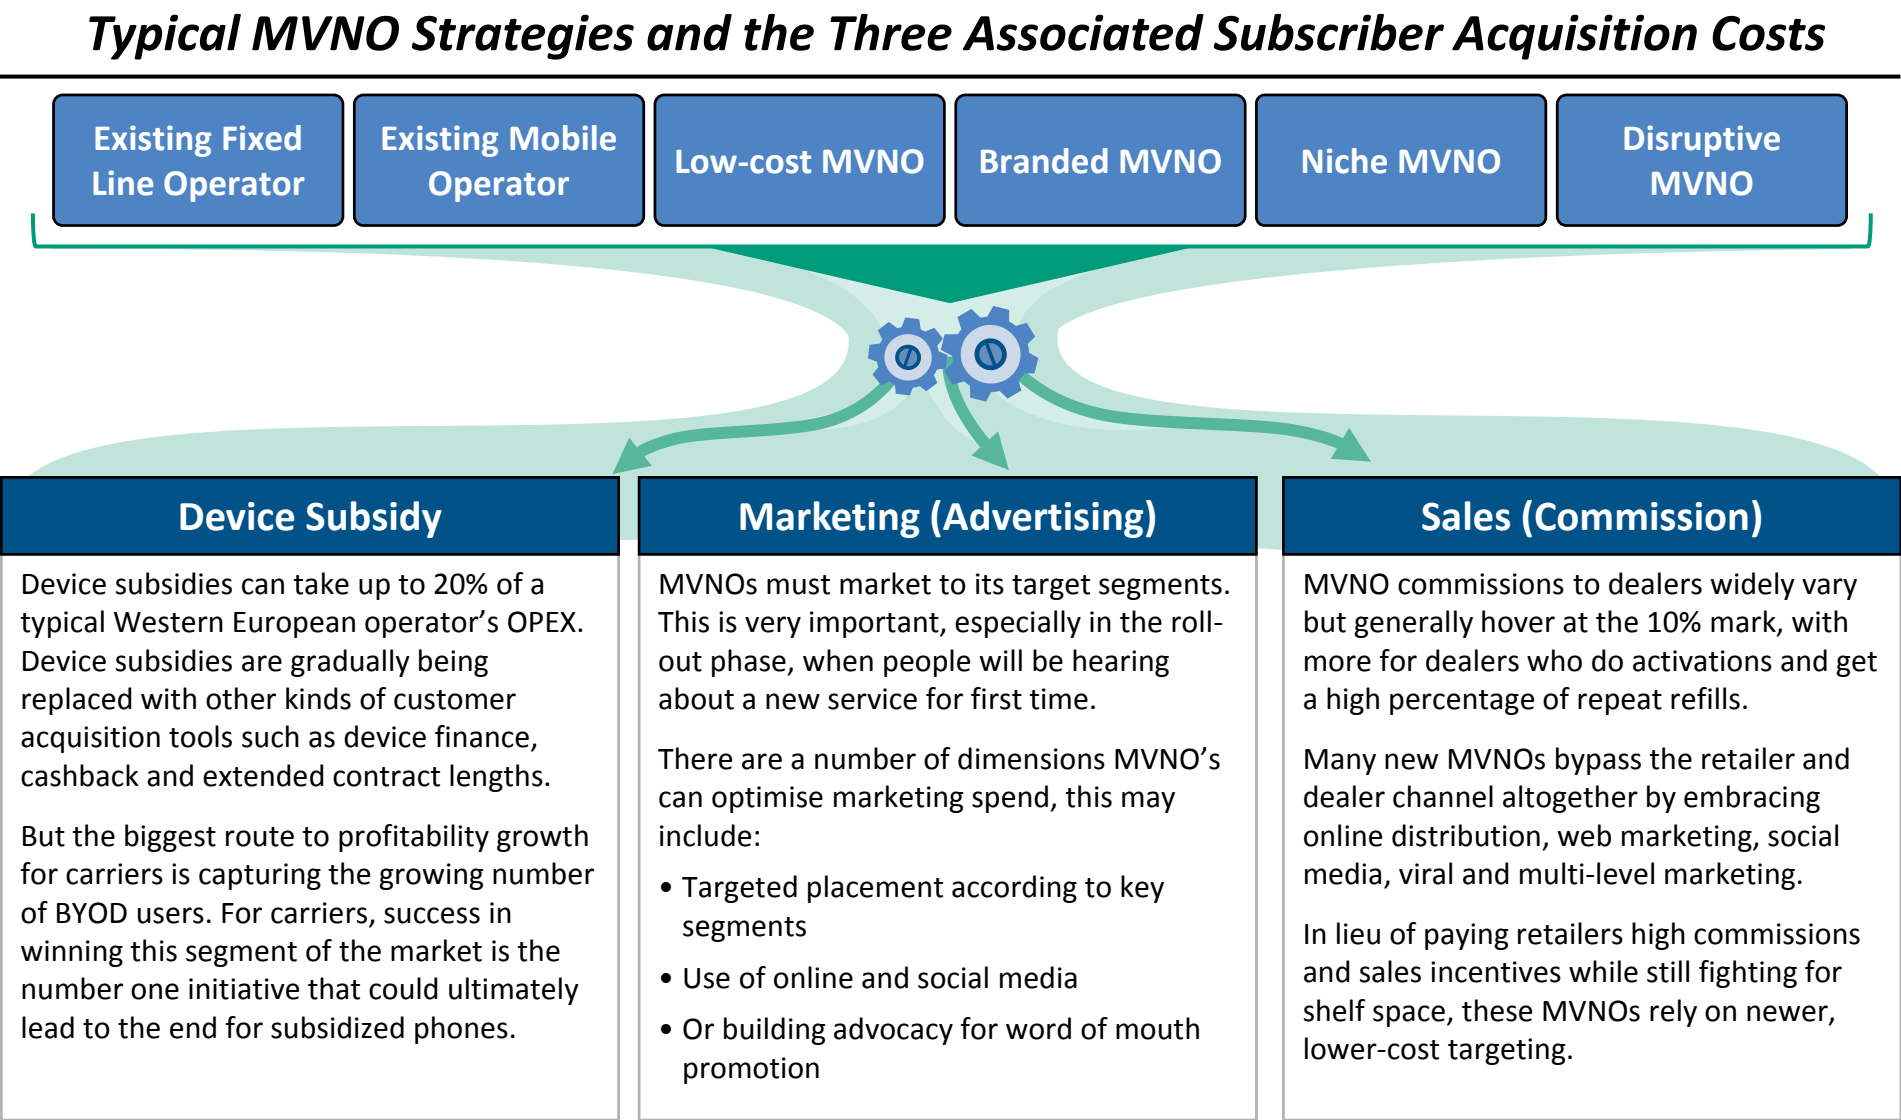 Typical MVNO Strategies and the Three Associated Subscriber Acquisition Costs
Existing Fixed
Line Operator
Existing Mobile
Operator
Low-cost MVNO
Branded MVNO
Niche MVNO
Disruptive
MVNO
Device Subsidy
Device subsidies can take up to 20% of a
typical Western European operator’s OPEX.
Device subsidies are gradually being
replaced with other kinds of customer
acquisition tools such as device finance,
cashback and extended contract lengths.
But the biggest route to profitability growth
for carriers is capturing the growing number
of BYOD users. For carriers, success in
winning this segment of the market is the
number one initiative that could ultimately
lead to the end for subsidized phones.
Marketing (Advertising)
MVNOs must market to its target segments.
This is very important, especially in the roll-
out phase, when people will be hearing
about a new service for first time.
There are a number of dimensions MVNO’s
can optimise marketing spend, this may
include:
• Targeted placement according to key
segments
• Use of online and social media
• Or building advocacy for word of mouth
promotion
Sales (Commission)
MVNO commissions to dealers widely vary
but generally hover at the 10% mark, with
more for dealers who do activations and get
a high percentage of repeat refills.
Many new MVNOs bypass the retailer and
dealer channel altogether by embracing
online distribution, web marketing, social
media, viral and multi-level marketing.
In lieu of paying retailers high commissions
and sales incentives while still fighting for
shelf space, these MVNOs rely on newer,
lower-cost targeting.